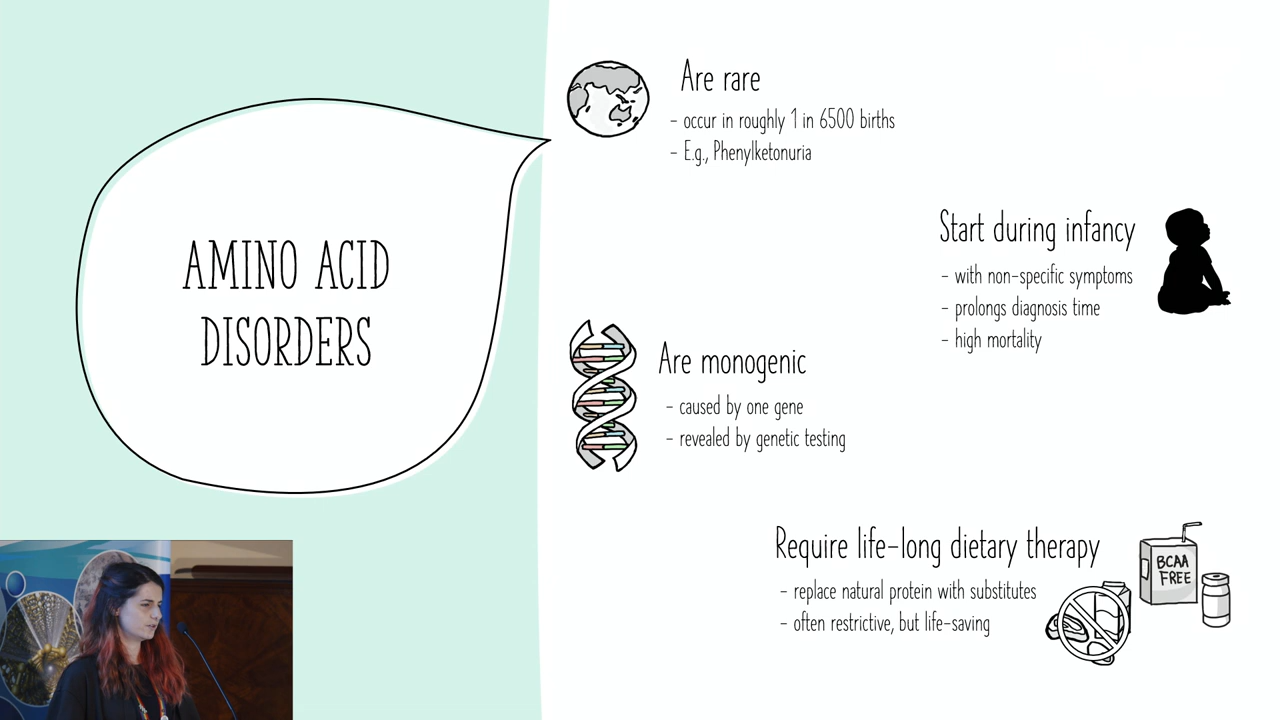 AMINO ACID
DISORDERS
Are rare
- occur in roughly 1 in 6500 births
- E.g., Phenylketonuria
Start during infancy
- with non-specific symptoms
- prolongs diagnosis time
- high mortality
Are monogenic
- caused by one gene
- revealed by genetic testing
Require life-long dietary therapy
- replace natural protein with substitutes
- often restrictive, but life-saving
BCAA
FREE